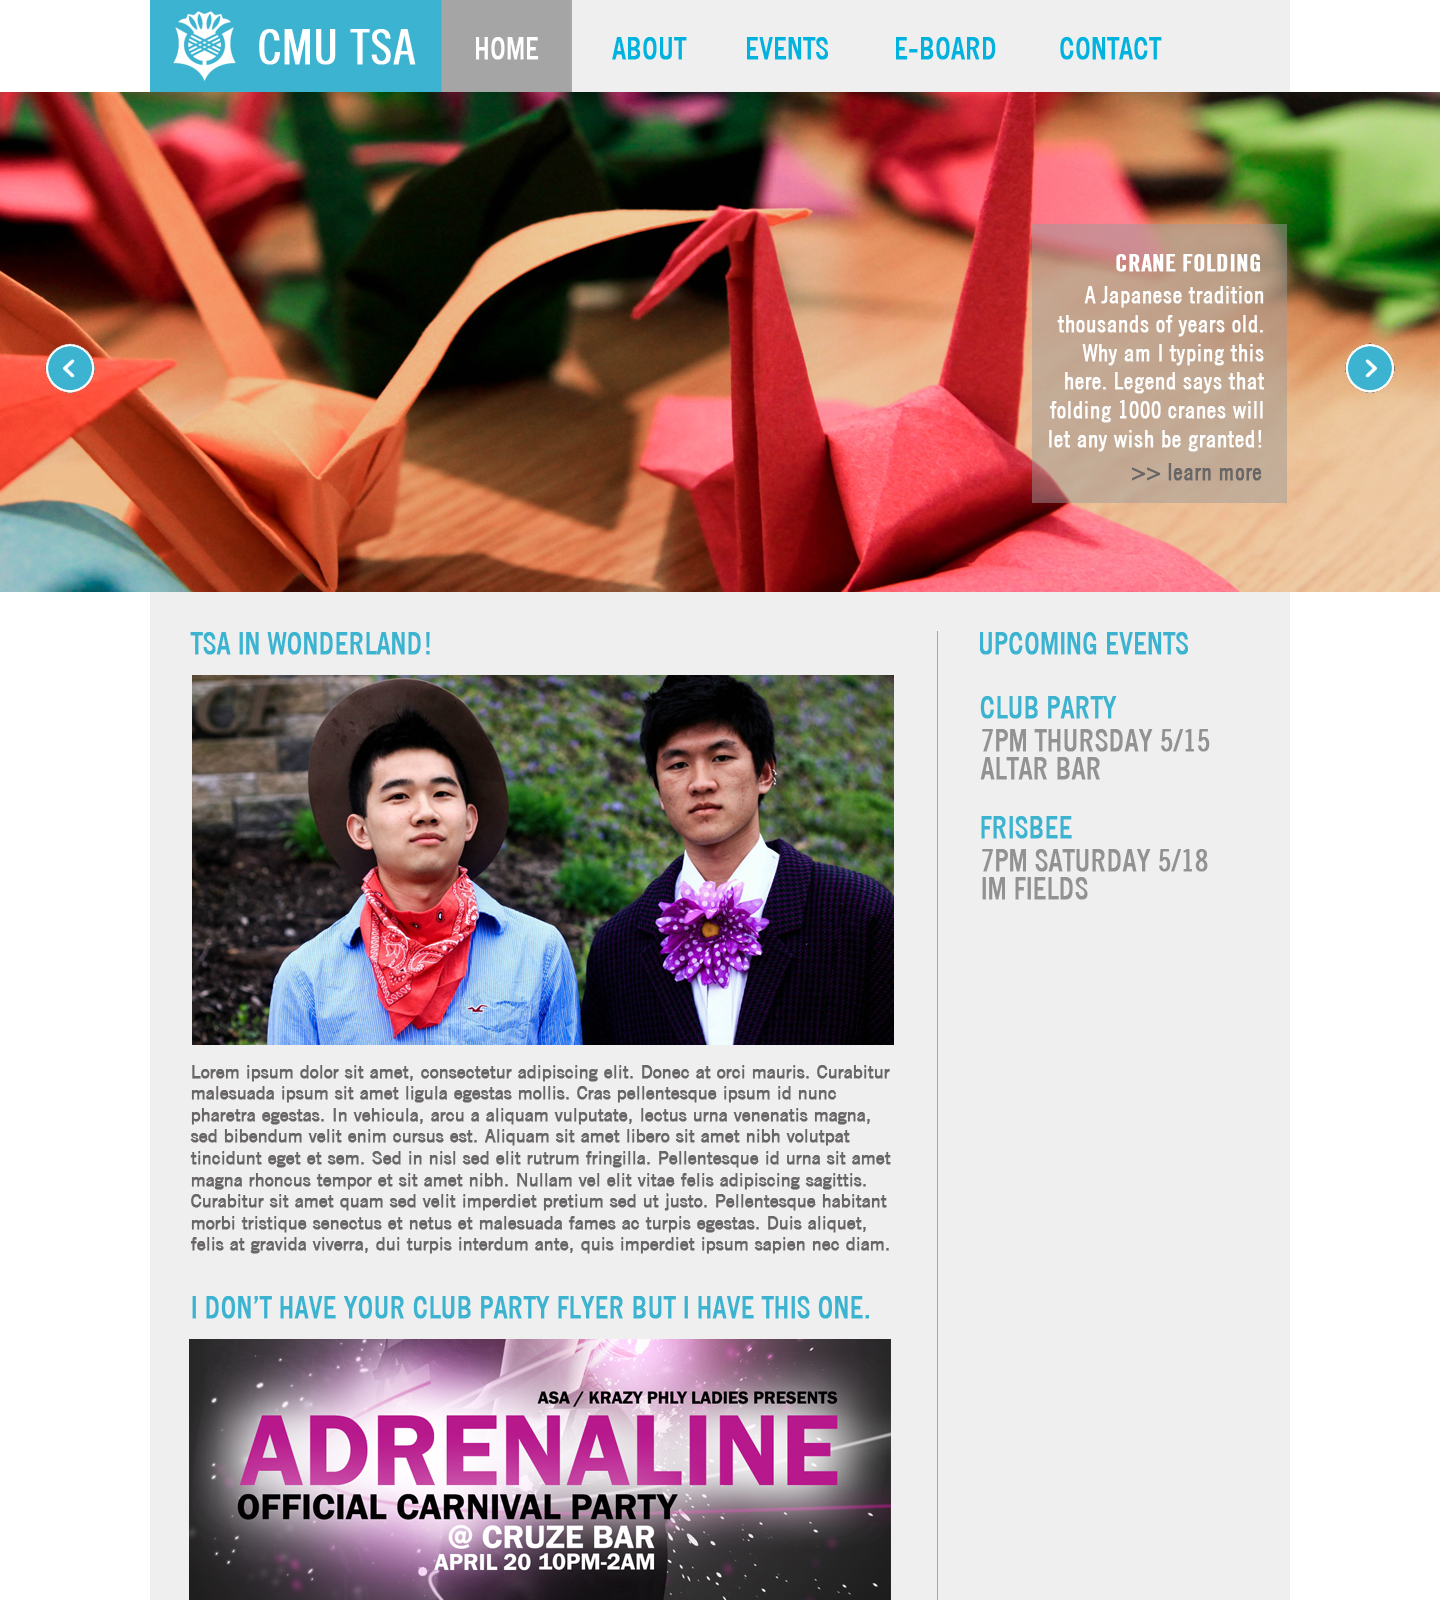 CMU TSA
HOME
ABOUT
EVENTS
E-BOARD
CONTACT
CRANE FOLDING
A Japanese tradition
thousands of years old.
Why am I typing this
here. Legend says that
folding 1000 cranes will
let any wish be granted!
>> learn more
TSA IN WONDERLAND!
Lorem ipsum dolor sit amet, consectetur adipiscing elit. Donec at orci mauris. Curabitur
malesuada ipsum sit amet ligula egestas mollis. Cras pellentesque ipsum id nunc
pharetra egestas. In vehicula, arcu a aliquam vulputate, lectus urna venenatis magna,
sed bibendum velit enim cursus est. Aliquam sit amet libero sit amet nibh volutpat
tincidunt eget et sem. Sed in nisl sed elit rutrum fringilla. Pellentesque id urna sit amet
magna rhoncus tempor et sit amet nibh. Nullam vel elit vitae felis adipiscing sagittis.
Curabitur sit amet quam sed velit imperdiet pretium sed ut justo. Pellentesque habitant
morbi tristique senectus et netus et malesuada fames ac turpis egestas. Duis aliquet,
felis at gravida viverra, dui turpis interdum ante, quis imperdiet ipsum sapien nec diam.
I DON’T HAVE YOUR CLUB PARTY FLYER BUT I HAVE THIS ONE.
ASA / KRAZY PHLY LADIES PRESENTS
ADRENALINE
OFFICIAL CARNIVAL PARTY
@ CRUZE BAR
APRIL 20 10PM-2AM
UPCOMING EVENTS
CLUB PARTY
7PM THURSDAY 5/15
ALTAR BAR
FRISBEE
7PM SATURDAY 5/18
IM FIELDS